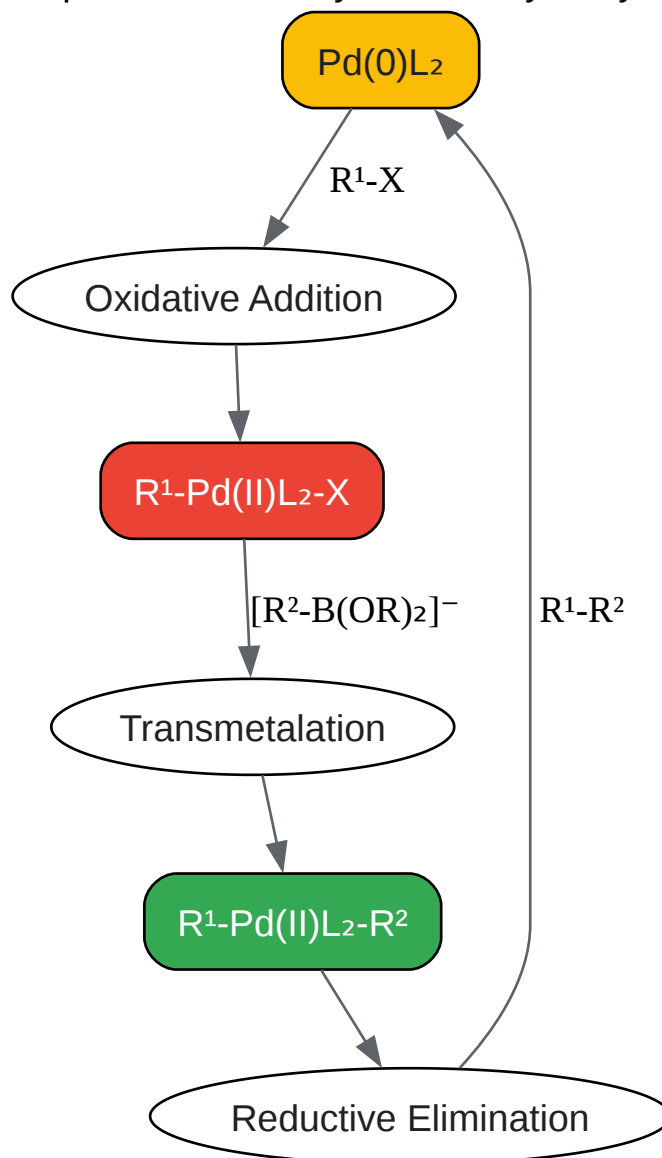 Pd(0)L₂
R¹-X
Oxidative Addition
R¹-Pd(II)L₂-X
[R²-B(OR)₂]⁻
R¹-R²
Transmetalation
R¹-Pd(II)L₂-R²
Reductive Elimination